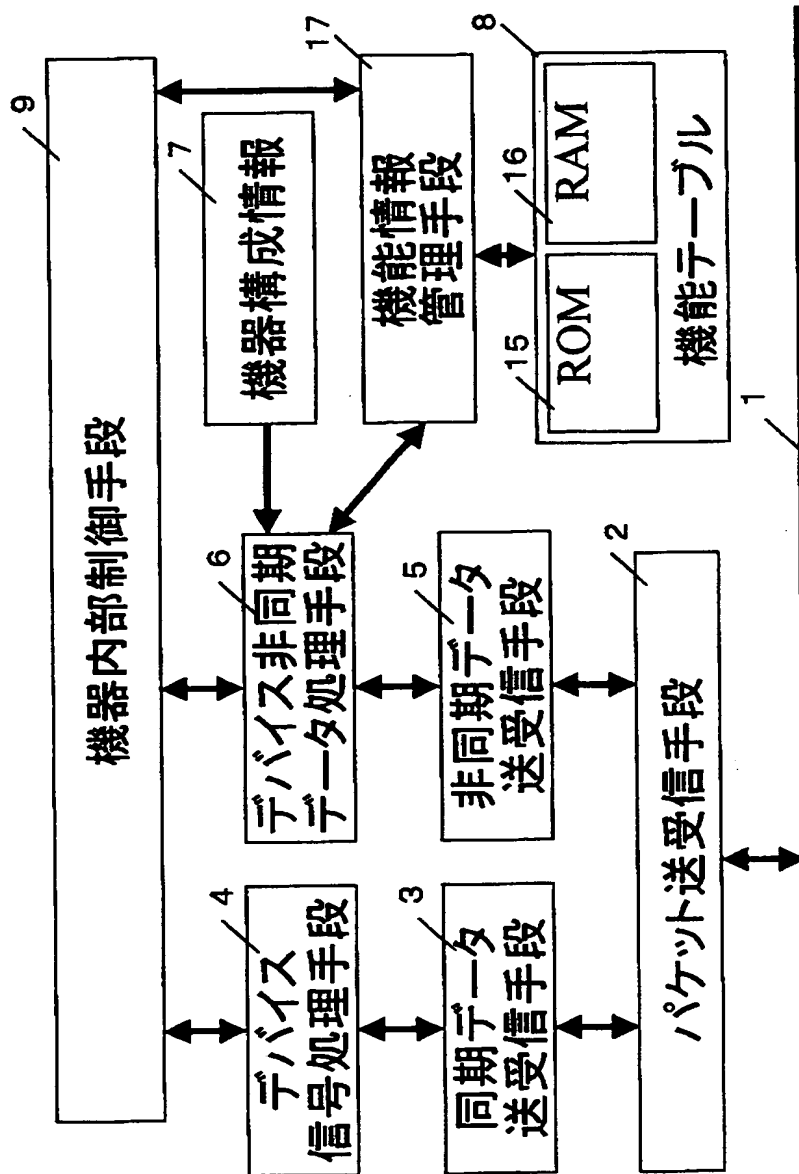 9
機器内部制御手段
7
機器構成情報
17
機能情報
管理手段
8
16
RAM
15
ROM
機能テーブル
6
デバイス非同期
データ処理手段
5
非同期データ
送受信手段
4
デバイス
信号処理手段
3
同期データ
送受信手段
2
パケット送受信手段
1